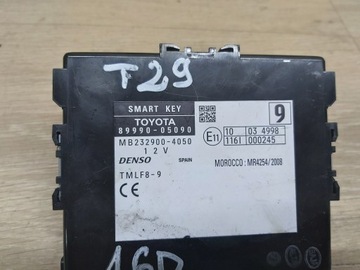 T29
SMART KEY
TOYOTA
89990-05090
MB232900-4050
12V
DENSO SPAIN
TMLF8-9
CE
9
E11 10 03 4998
1161 000245
MOROCCO: MR4254/2008
16D